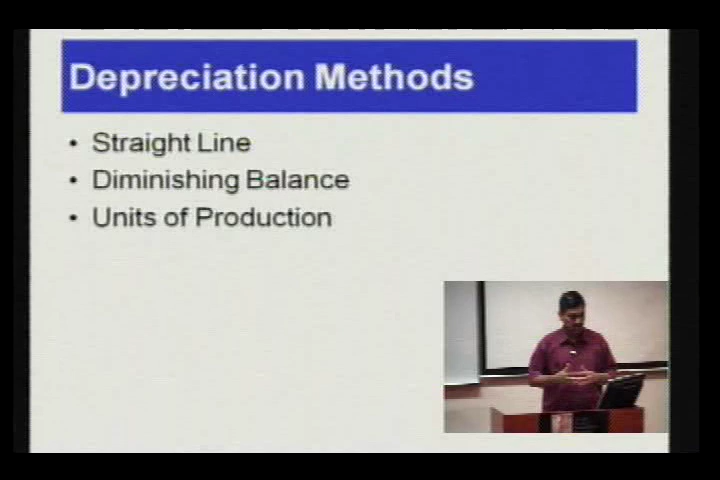 Depreciation Methods
• Straight Line
• Diminishing Balance
• Units of Production